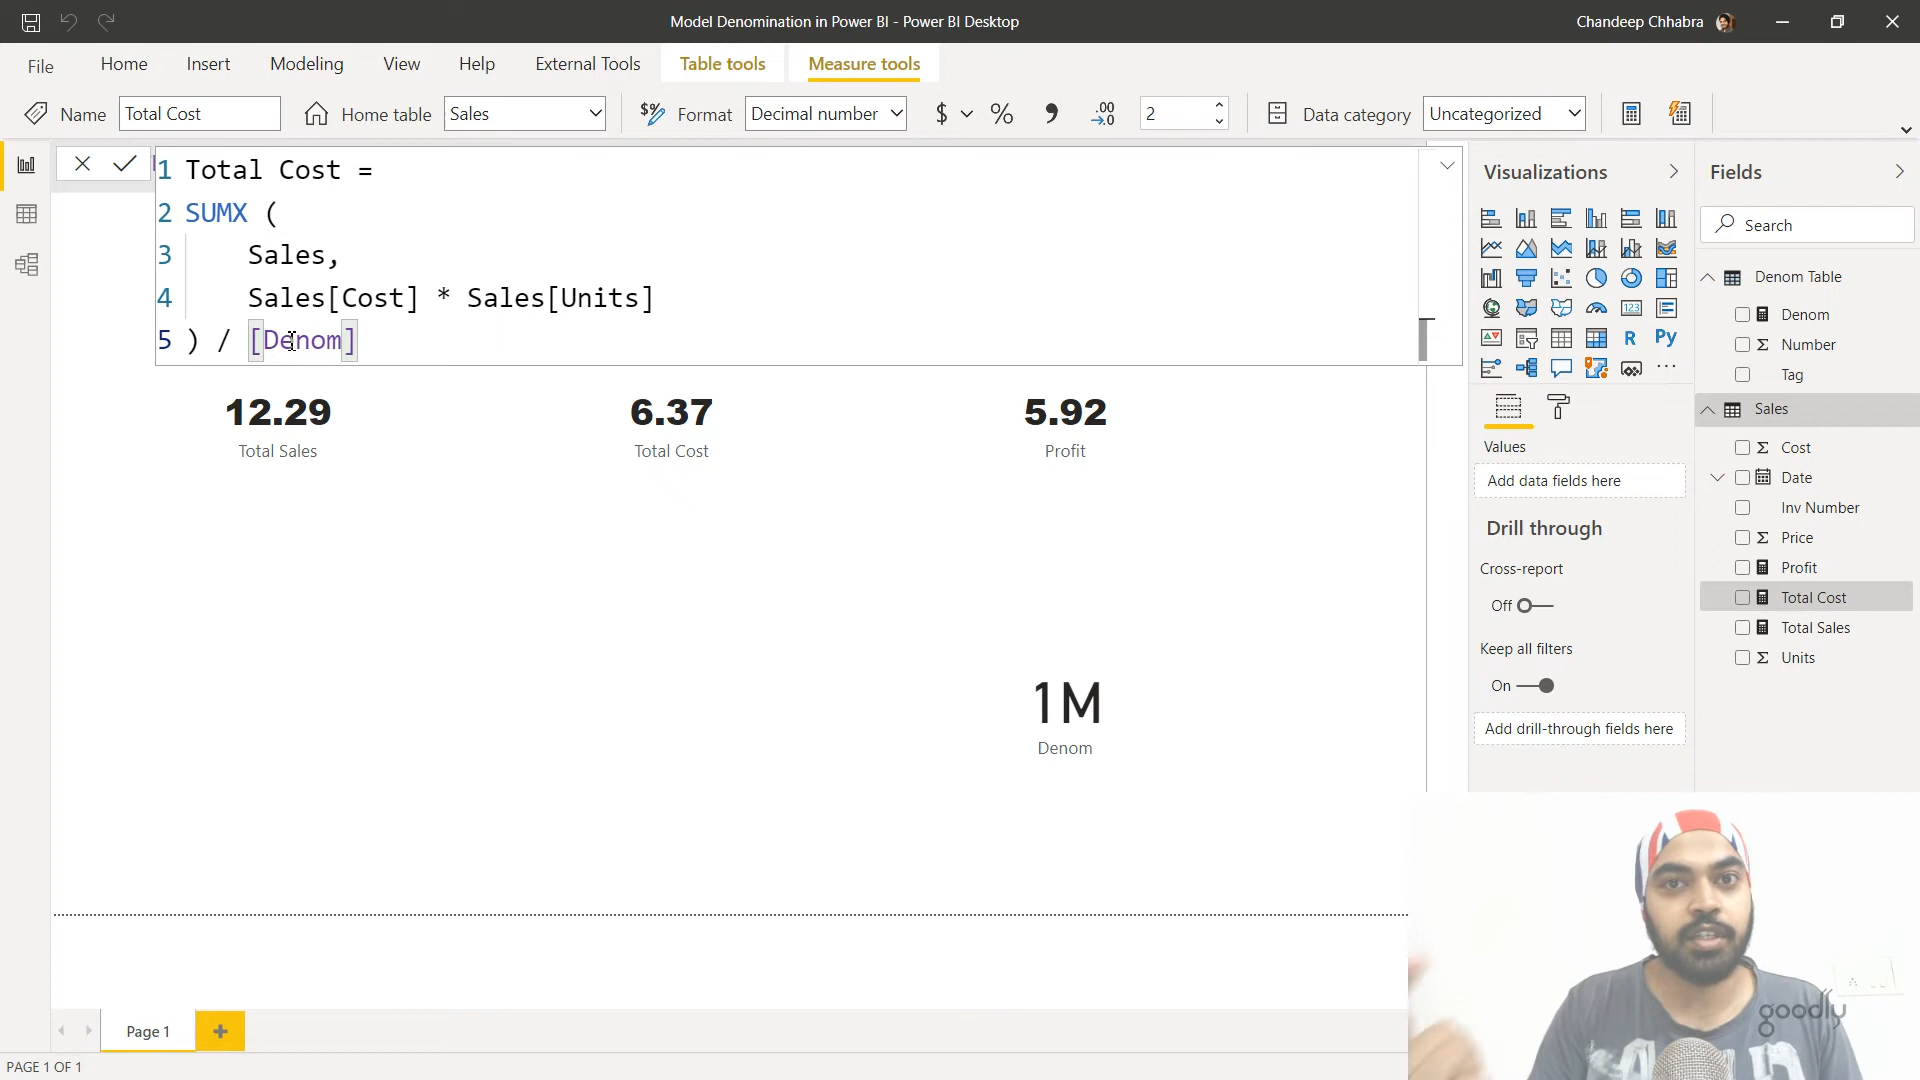 Model Denomination in Power BI - Power BI Desktop
Chandeep Chhabra
File
Home
Insert
Modeling
View
Help
External Tools
Table tools
Measure tools
Name
Total Cost
Home table
Sales
Format
Decimal number
$
%
2
Data category
Uncategorized
1 Total Cost =
2 SUMX (
3 Sales,
4 Sales[Cost] * Sales[Units]
5 ) / [Denom]
12.29
Total Sales
6.37
Total Cost
5.92
Profit
1M
Denom
Visualizations
R
Py
Values
Add data fields here
Drill through
Cross-report
Off
Keep all filters
On
Add drill-through fields here
Fields
Search
Denom Table
Denom
Number
Tag
Sales
Cost
Date
Inv Number
Price
Profit
Total Cost
Total Sales
Units
goodly
Page 1
PAGE 1 OF 1